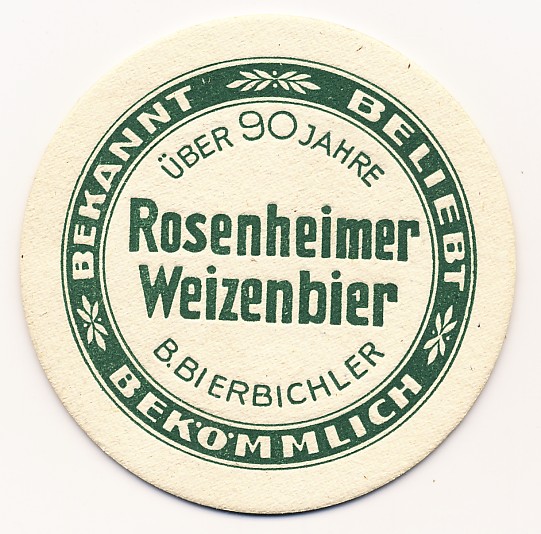 BEKANNT
BELIEBT
BEKÖMMLICH
ÜBER 90 JAHRE
Rosenheimer
Weizenbier
B.BIERBICHLER